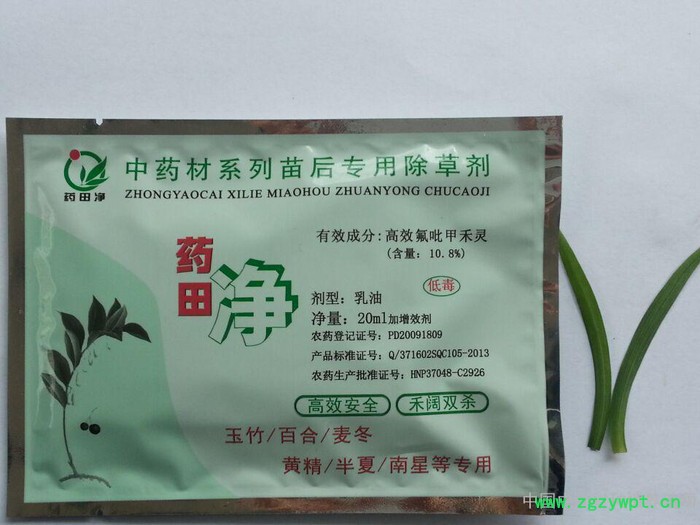 中药材系列苗后专用除草剂
ZHONGYAOCAI XILIE MIAOHOU ZHUANYONG CHUCAOJI
药田净
有效成分：高效氟吡甲禾灵
(含量：10.8%)
药田净
低毒
剂型：乳油
净量：20ml加增效剂
农药登记证号：PD20091809
产品标准证号：Q/371602SQC105-2013
农药生产批准证号：HNP37048-C2926
高效安全 禾阔双杀
玉竹/百合/麦冬
黄精/半夏/南星等专用
中国
www.zgzywpt.cn